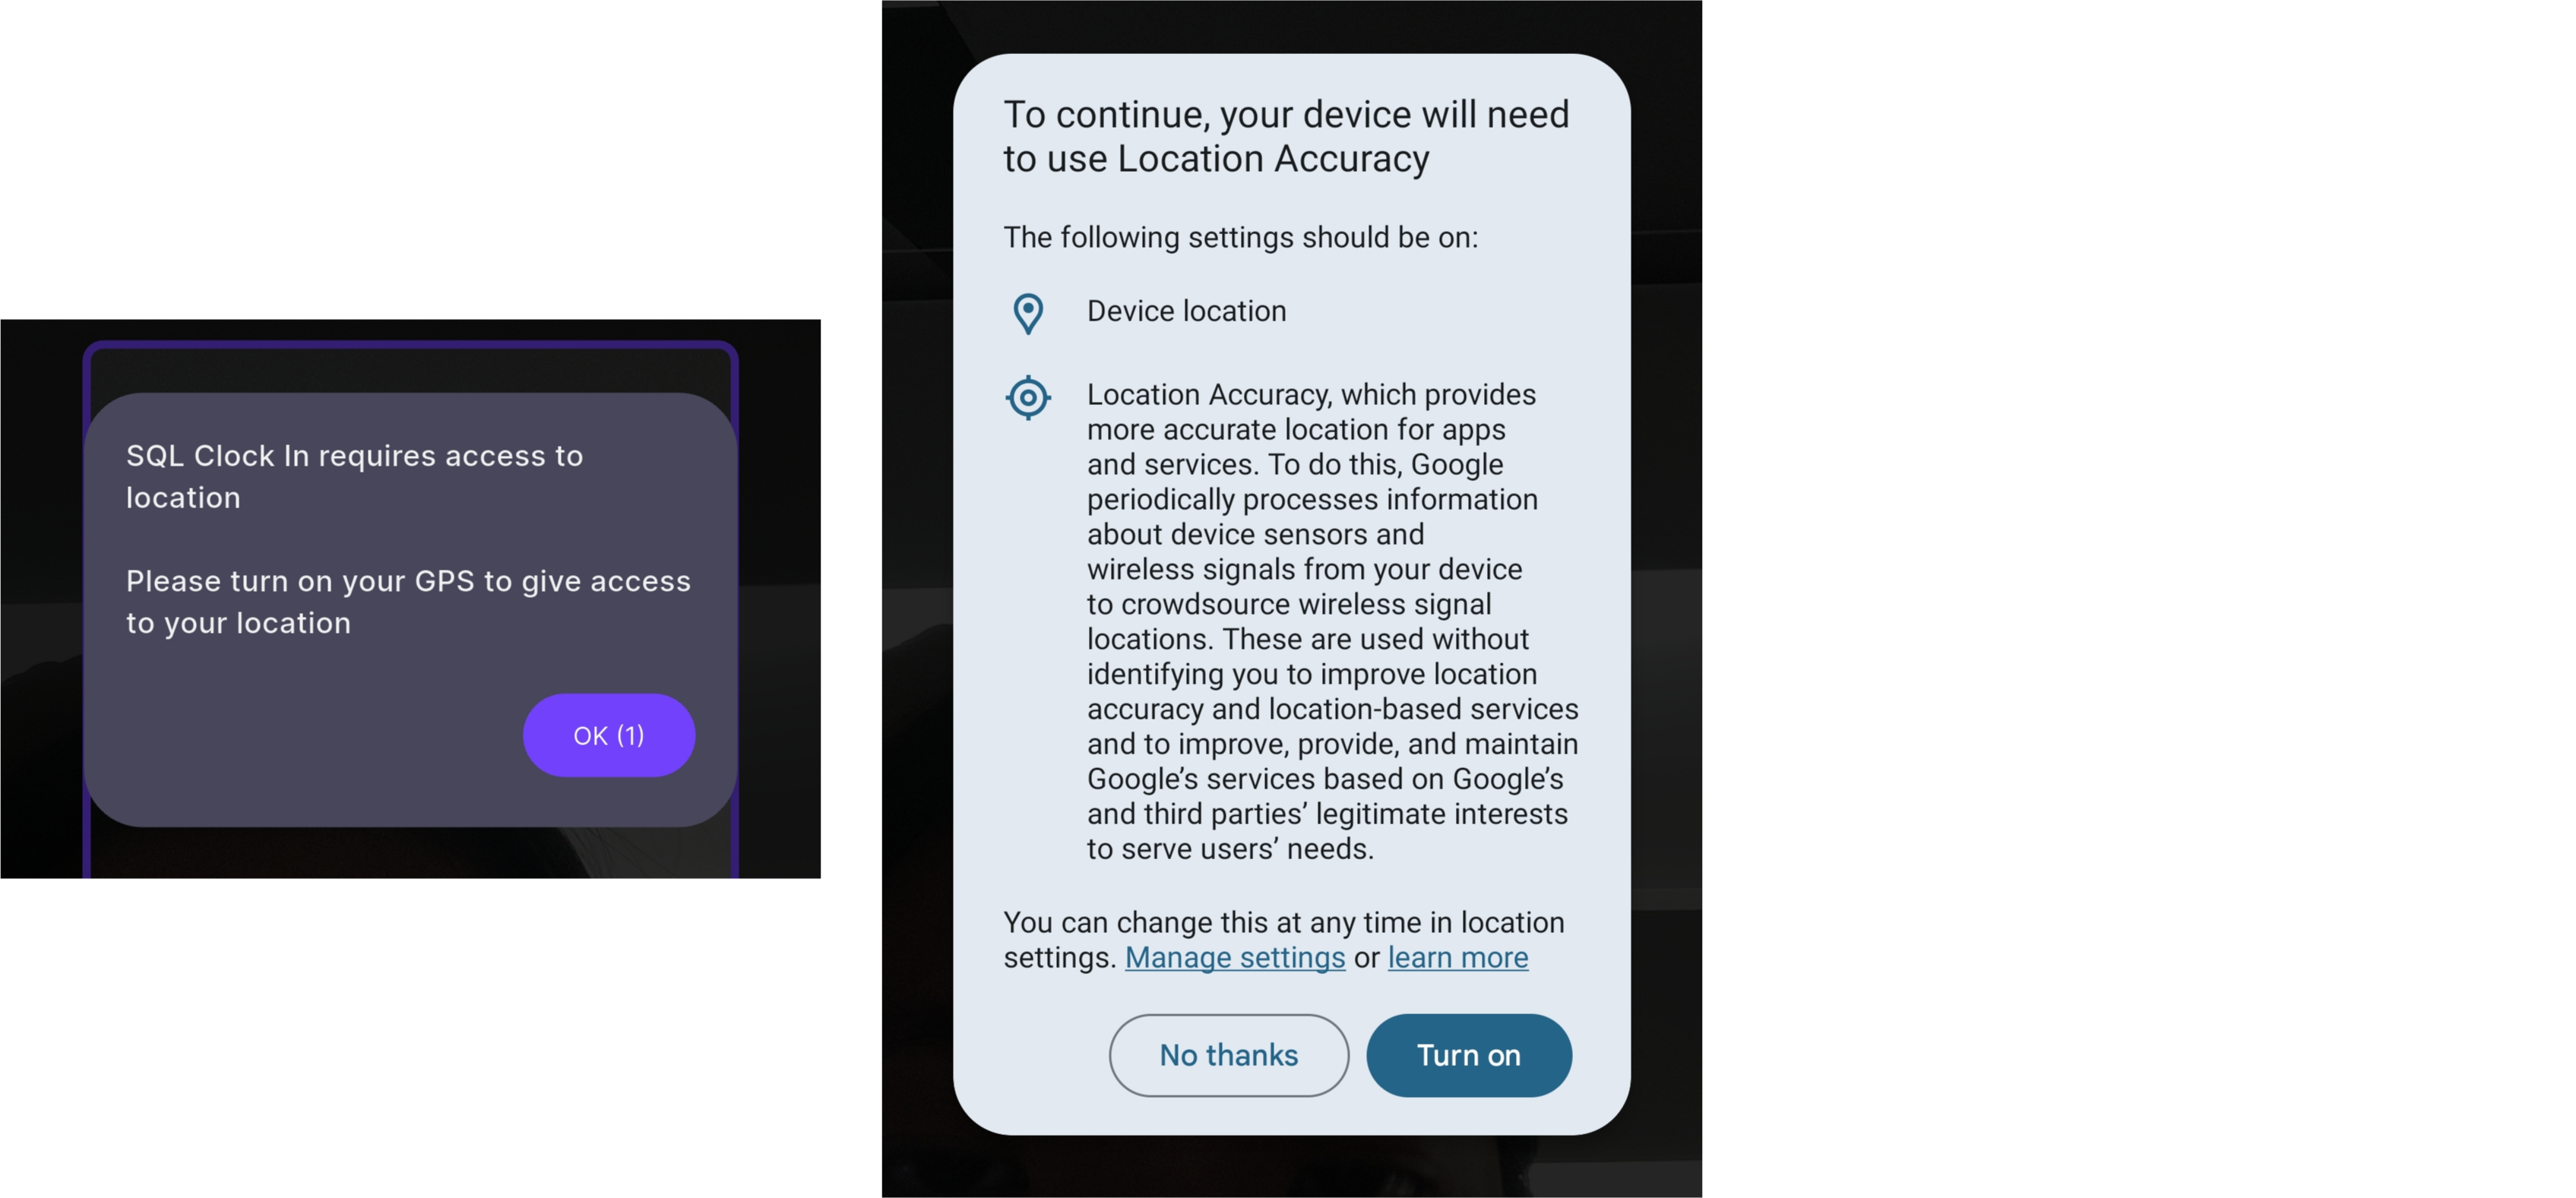 SQL Clock In requires access to
location
Please turn on your GPS to give access
to your location
OK (1)
To continue, your device will need
to use Location Accuracy
The following settings should be on:
Device location
Location Accuracy, which provides
more accurate location for apps
and services. To do this, Google
periodically processes information
about device sensors and
wireless signals from your device
to crowdsource wireless signal
locations. These are used without
identifying you to improve location
accuracy and location-based services
and to improve, provide, and maintain
Google’s services based on Google’s
and third parties’ legitimate interests
to serve users’ needs.
You can change this at any time in location
settings. Manage settings or learn more
No thanks
Turn on